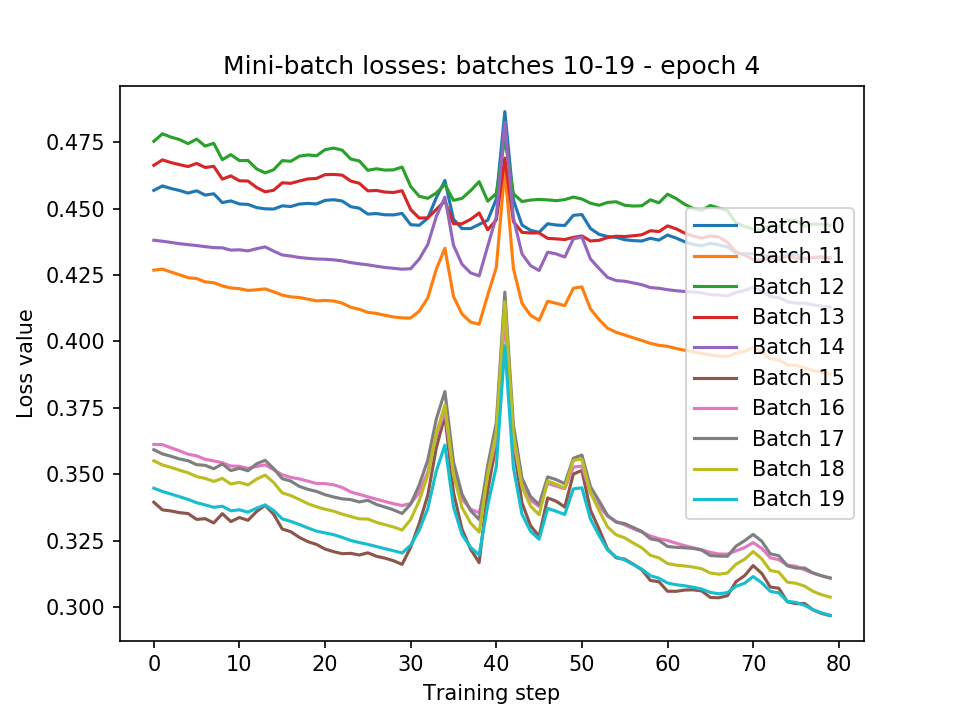 Mini-batch losses: batches 10-19 - epoch 4
Loss value
0.475
0.450
0.425
0.400
0.375
0.350
0.325
0.300
Batch 10
Batch 11
Batch 12
Batch 13
Batch 14
Batch 15
Batch 16
Batch 17
Batch 18
Batch 19
0 10 20 30 40 50 60 70 80
Training step